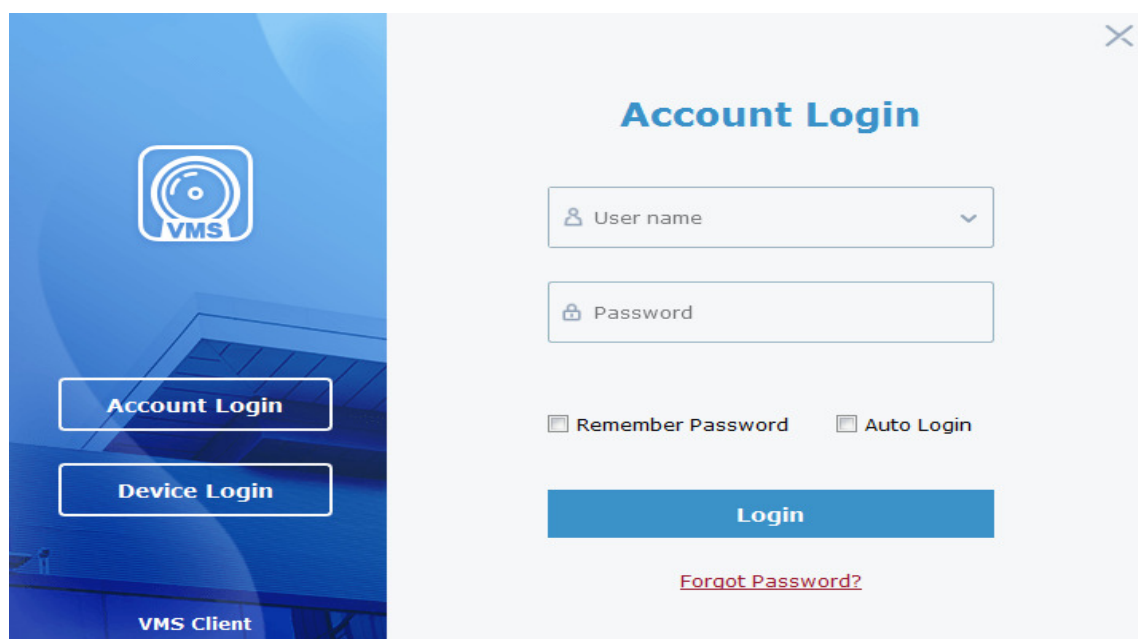 VMS
Account Login
Device Login
VMS Client
Account Login
User name
Password
Remember Password Auto Login
Login
Forgot Password?